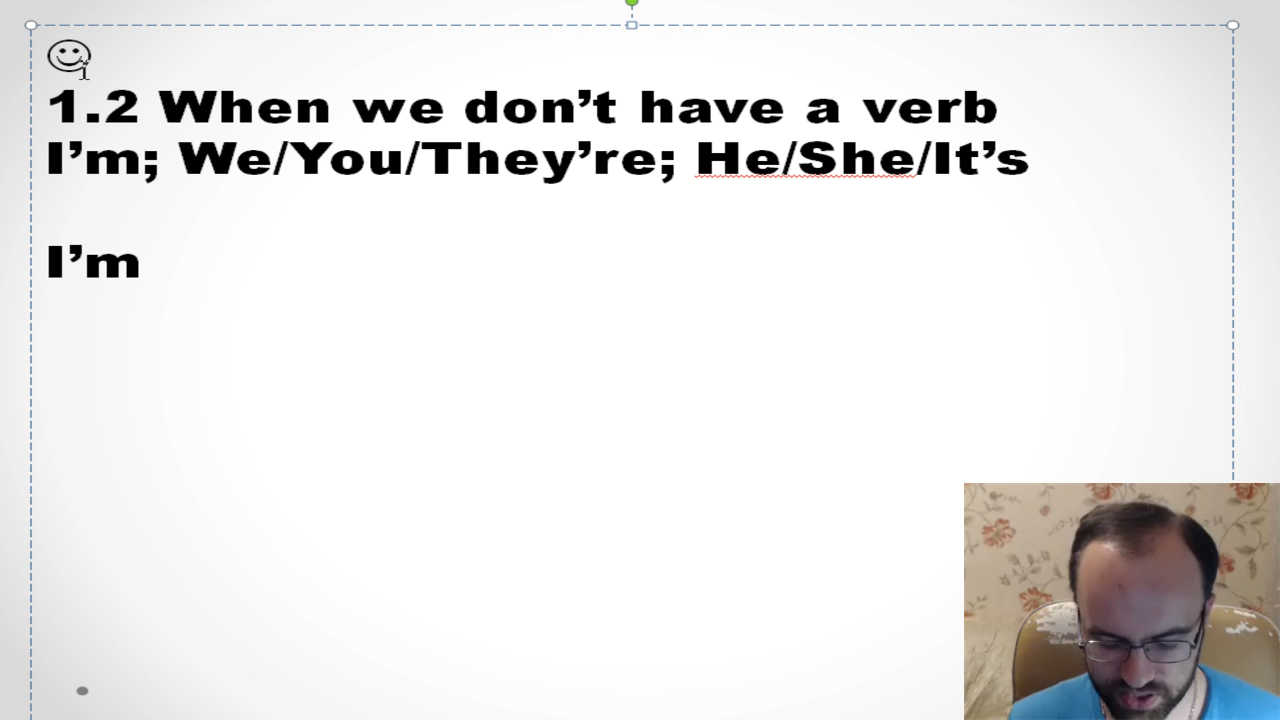 1.2 When we don’t have a verb
I’m; We/You/They’re; He/She/It’s
I’m